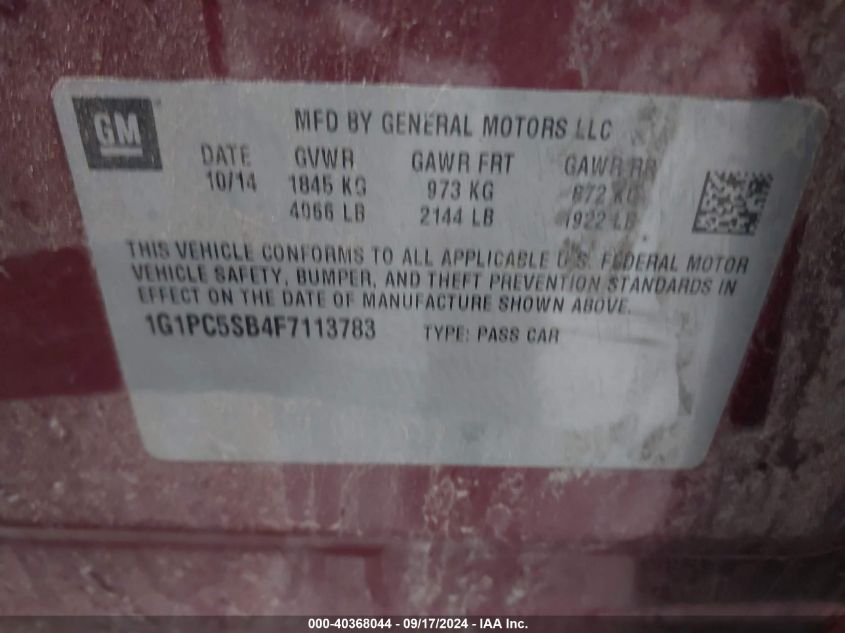 GM
MFD BY GENERAL MOTORS LLC
DATE GVWR GAWR FRT GAWR RR
10/14 1845 KG 973 KG 872 KG
4066 LB 2144 LB 1922 LB
THIS VEHICLE CONFORMS TO ALL APPLICABLE U.S. FEDERAL MOTOR
VEHICLE SAFETY, BUMPER, AND THEFT PREVENTION STANDARDS IN
EFFECT ON THE DATE OF MANUFACTURE SHOWN ABOVE.
1G1PC5SB4F7113783 TYPE: PASS CAR
000-40368044 - 09/17/2024 - IAA Inc.